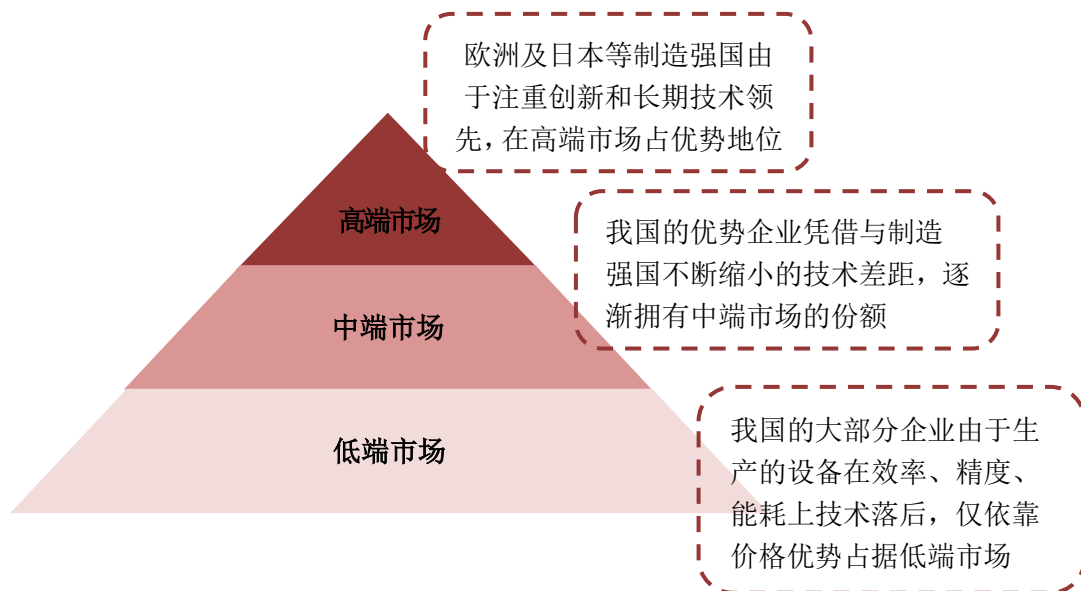 欧洲及日本等制造强国由
于注重创新和长期技术领
先，在高端市场占优势地位
高端市场
我国的优势企业凭借与制造
强国不断缩小的技术差距，逐
渐拥有中端市场的份额
中端市场
我国的大部分企业由于生
产的设备在效率、精度、
能耗上技术落后，仅依靠
价格优势占据低端市场
低端市场